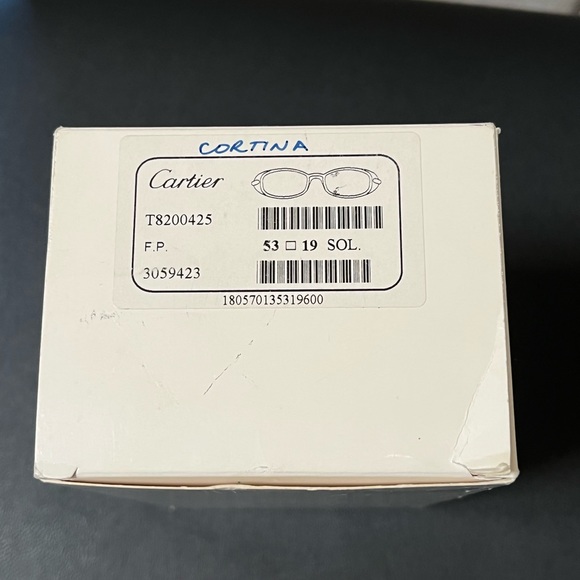 CORTINA
Cartier
T8200425
F.P. 53 □ 19 SOL.
3059423
180570135319600